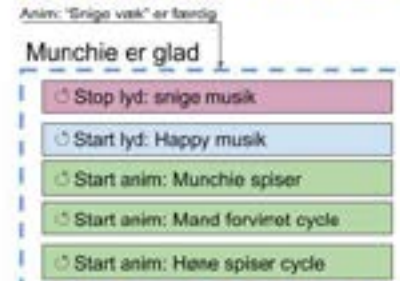 Anim: "Snige væk" er færdig
Munchie er glad
Stop lyd: snige musik
Start lyd: Happy musik
Start anim: Munchie spiser
Start anim: Mand forvirret cycle
Start anim: Høne spiser cycle